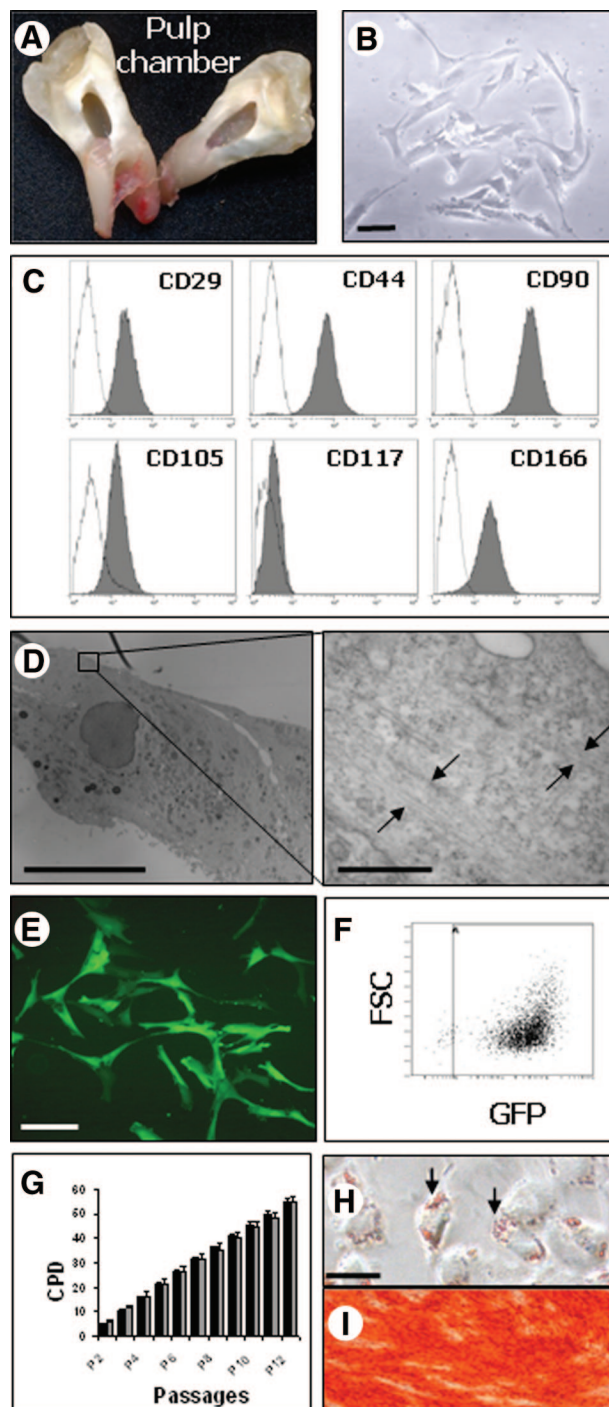 A
Pulp
chamber
B
C
CD29
CD44
CD90
CD105
CD117
CD166
D
E
F
FSC
GFP
G
CPD
60
50
40
30
20
10
0
P2
P4
P6
P8
P10
P12
Passages
H
I